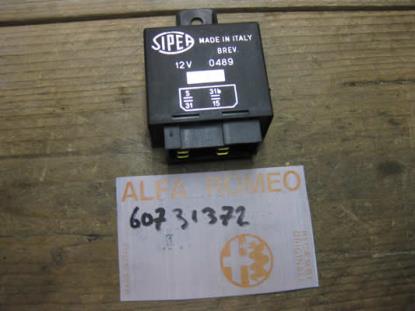 SIPEA MADE IN ITALY
BREV.
12V 0489
S 31b
31 15
ALFA ROMEO
60731372